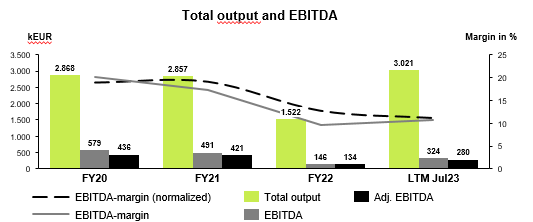 Total output and EBITDA
kEUR
Margin in %
3.500
3.000
2.500
2.000
1.500
1.000
500
0
25
20
15
10
5
0
2.868
579
436
2.857
491
421
1.522
146
134
3.021
324
280
FY20
FY21
FY22
LTM Jul23
EBITDA-margin (normalized)
Total output
Adj. EBITDA
EBITDA-margin
EBITDA